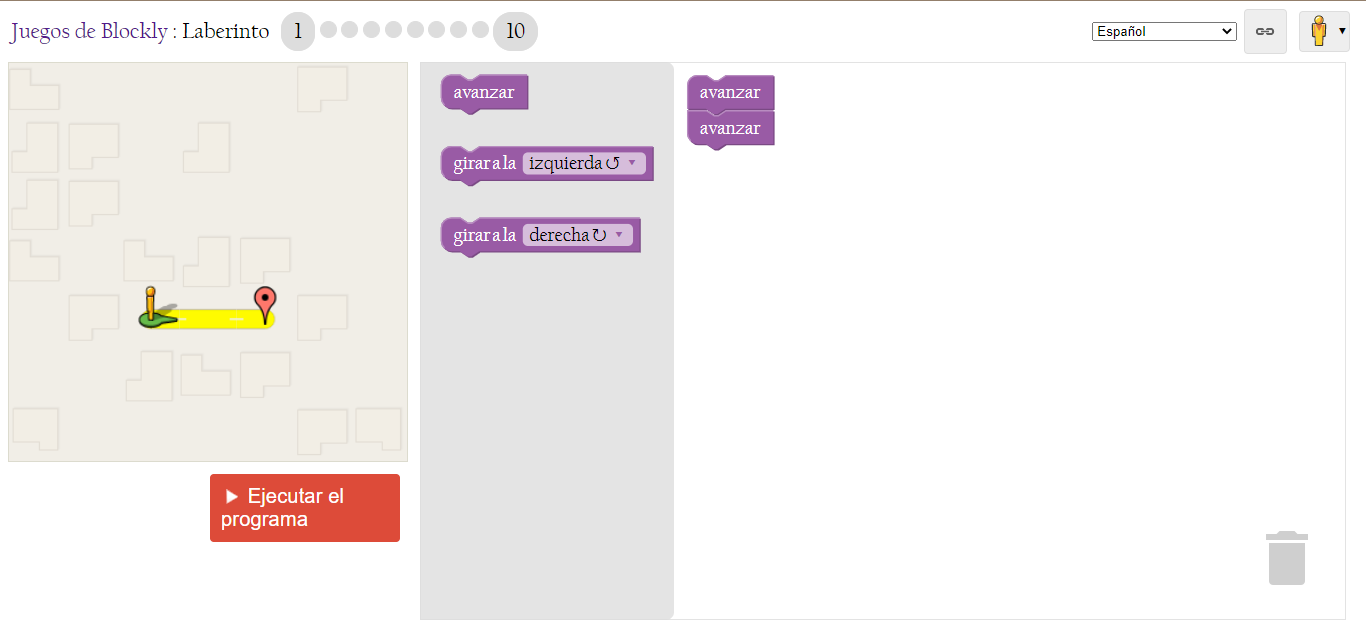 Juegos de Blockly : Laberinto 1 10 Español
avanzar
girar a la izquierda ↺ ▾
girar a la derecha ↻ ▾
avanzar
avanzar
Ejecutar el
programa